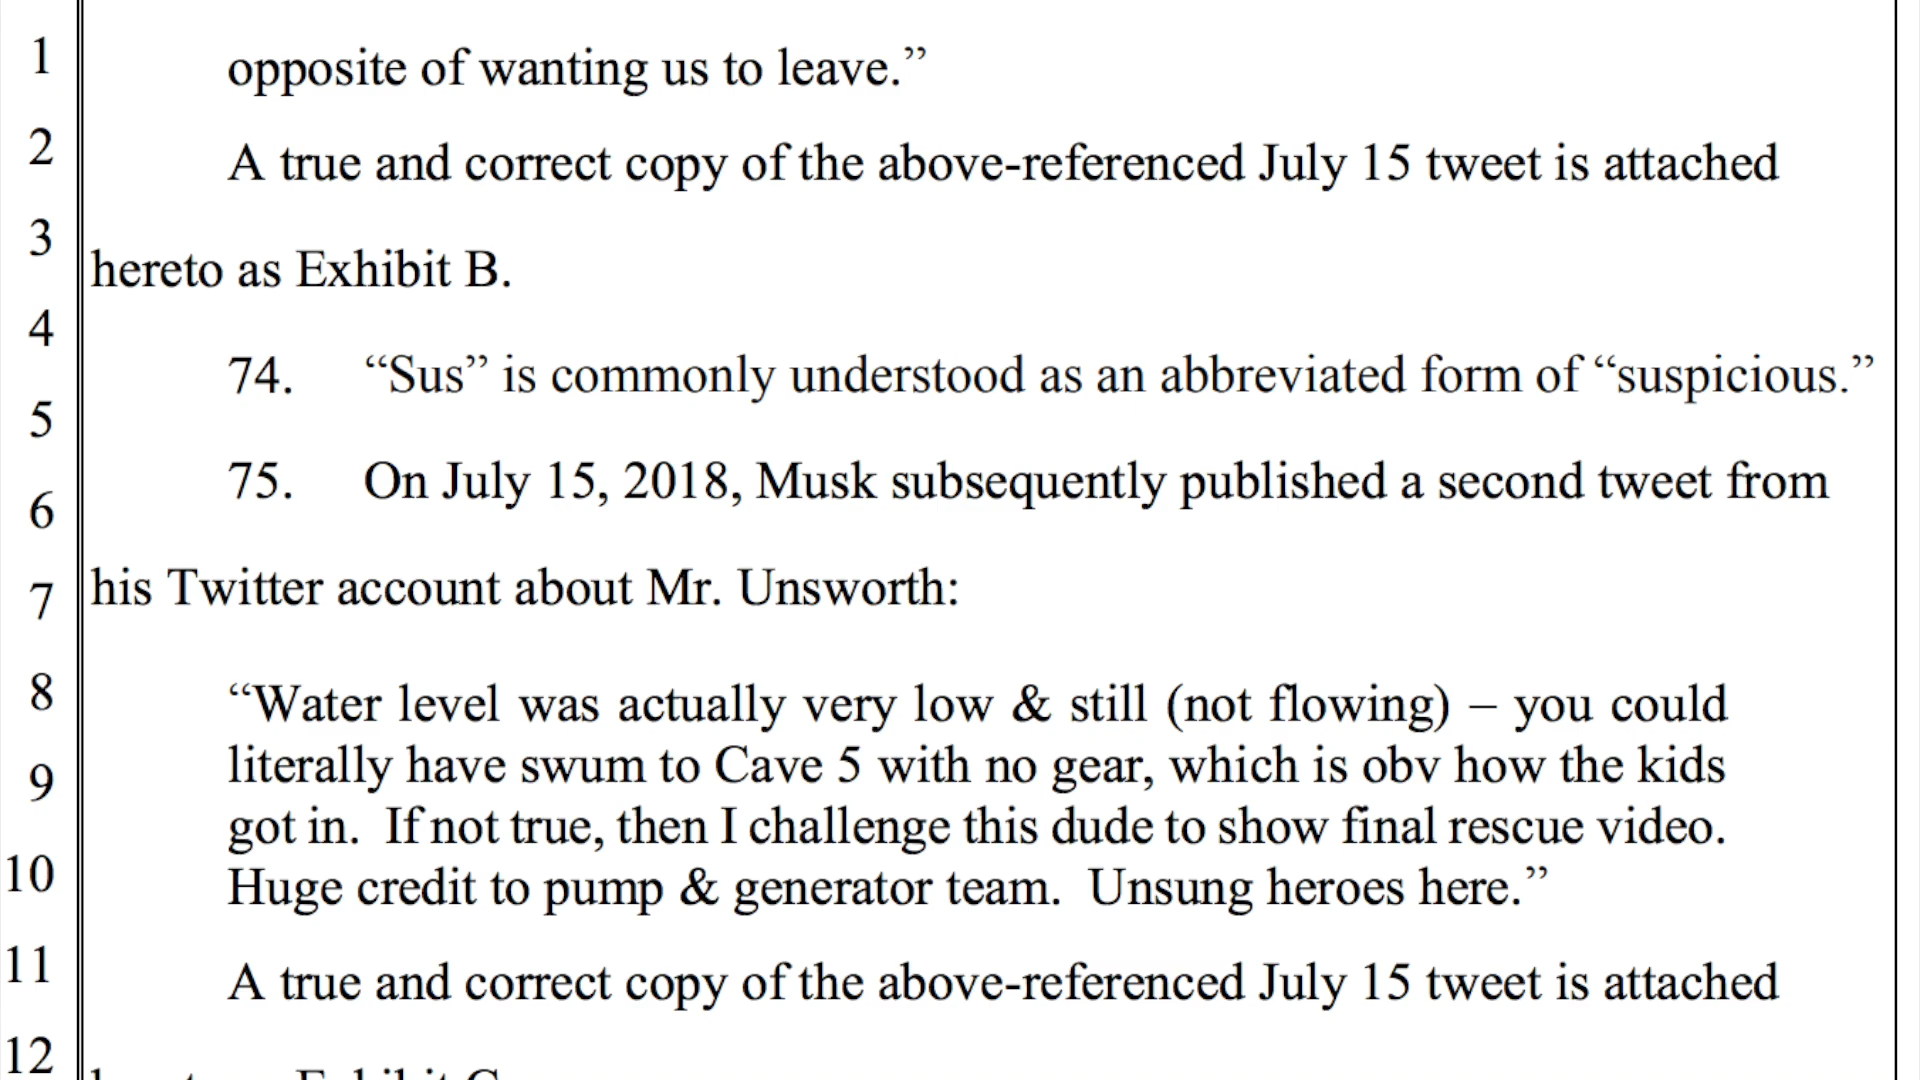 1 opposite of wanting us to leave.”
2 A true and correct copy of the above-referenced July 15 tweet is attached
3 hereto as Exhibit B.
4 74. “Sus” is commonly understood as an abbreviated form of “suspicious.”
5
6 75. On July 15, 2018, Musk subsequently published a second tweet from
7 his Twitter account about Mr. Unsworth:
8 “Water level was actually very low & still (not flowing) – you could
9 literally have swum to Cave 5 with no gear, which is obv how the kids
got in. If not true, then I challenge this dude to show final rescue video.
10 Huge credit to pump & generator team. Unsung heroes here.”
11 A true and correct copy of the above-referenced July 15 tweet is attached
12